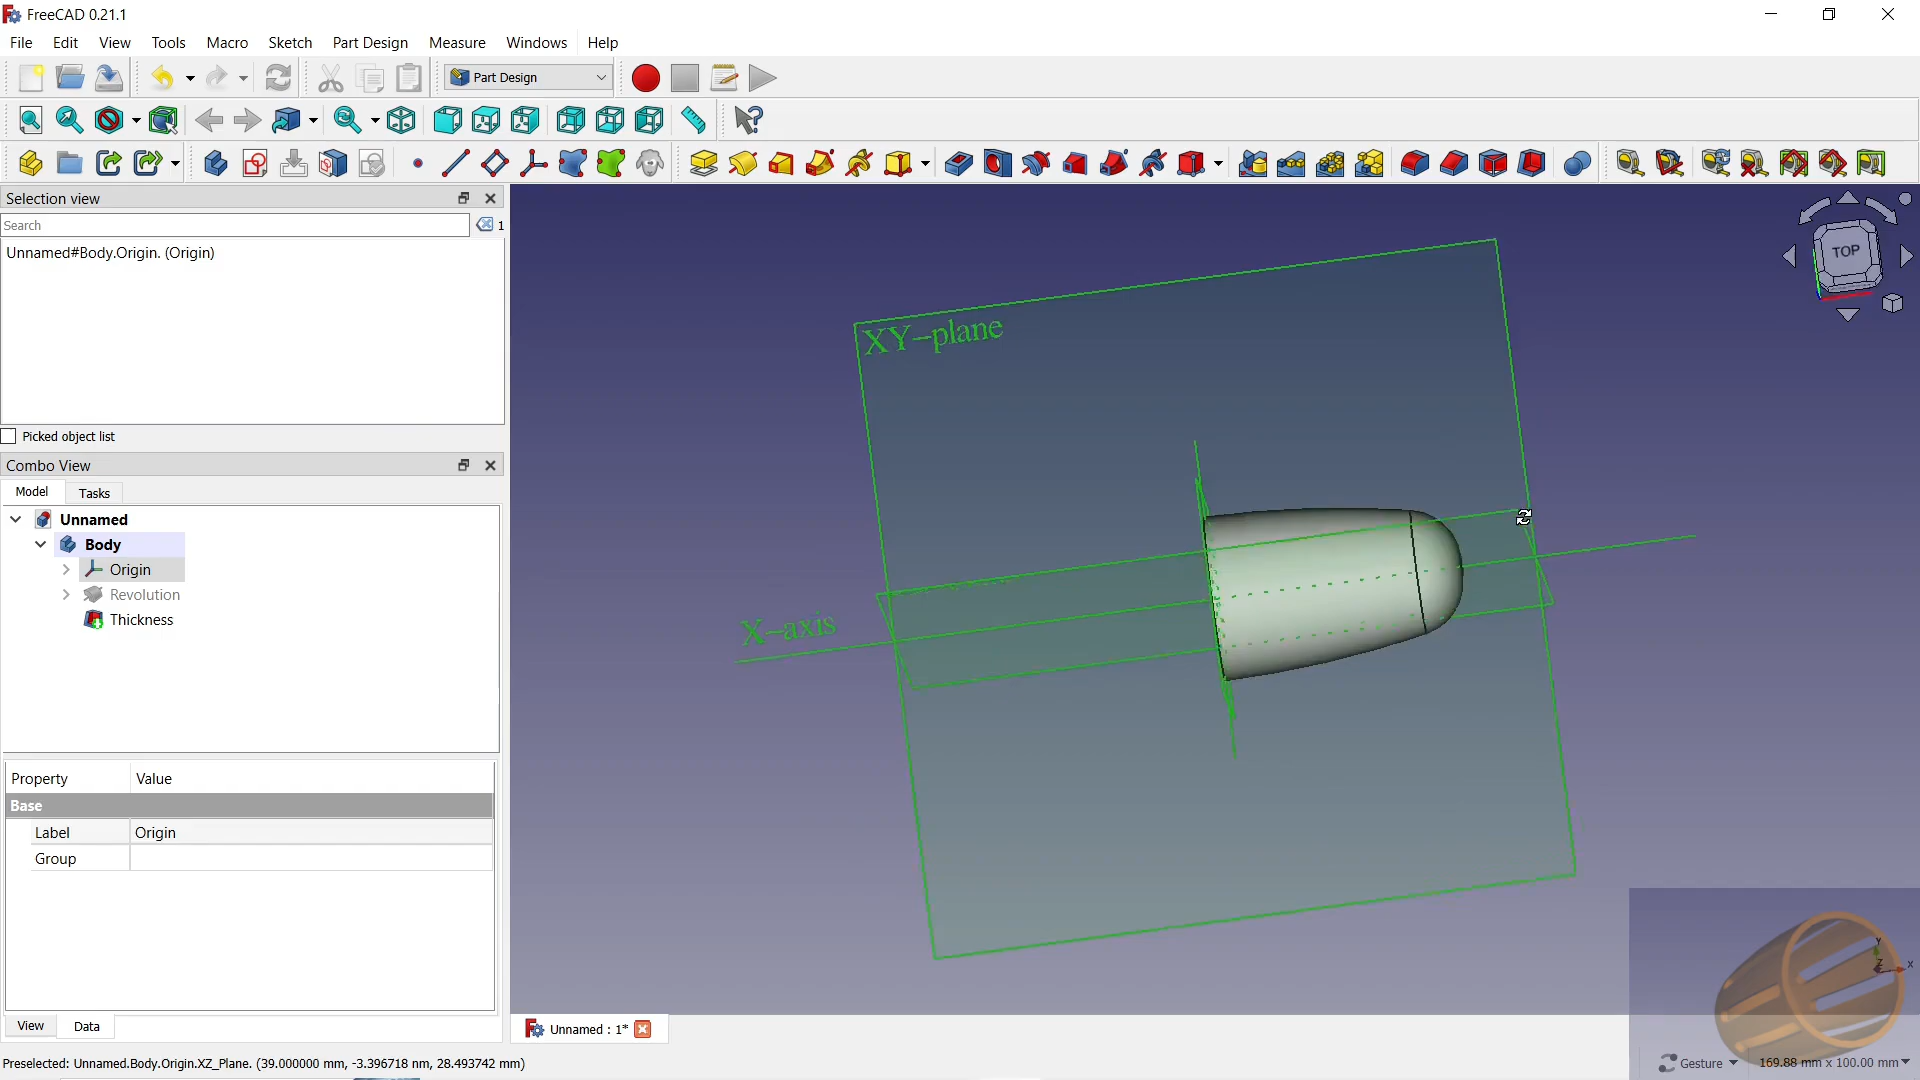 FreeCAD 0.21.1
File Edit View Tools Macro Sketch Part Design Measure Windows Help
Part Design
Selection view
Search
1
Unnamed#Body.Origin. (Origin)
Picked object list
Combo View
Model Tasks
Unnamed
Body
Origin
Revolution
Thickness
Property Value
Base
Label Origin
Group
View Data
XY-plane
X-axis
TOP
Y
Z
X
Unnamed : 1*
Preselected: Unnamed.Body.Origin.XZ_Plane. (39.000000 mm, -3.396718 nm, 28.493742 mm)
Gesture
169.88 mm x 100.00 mm